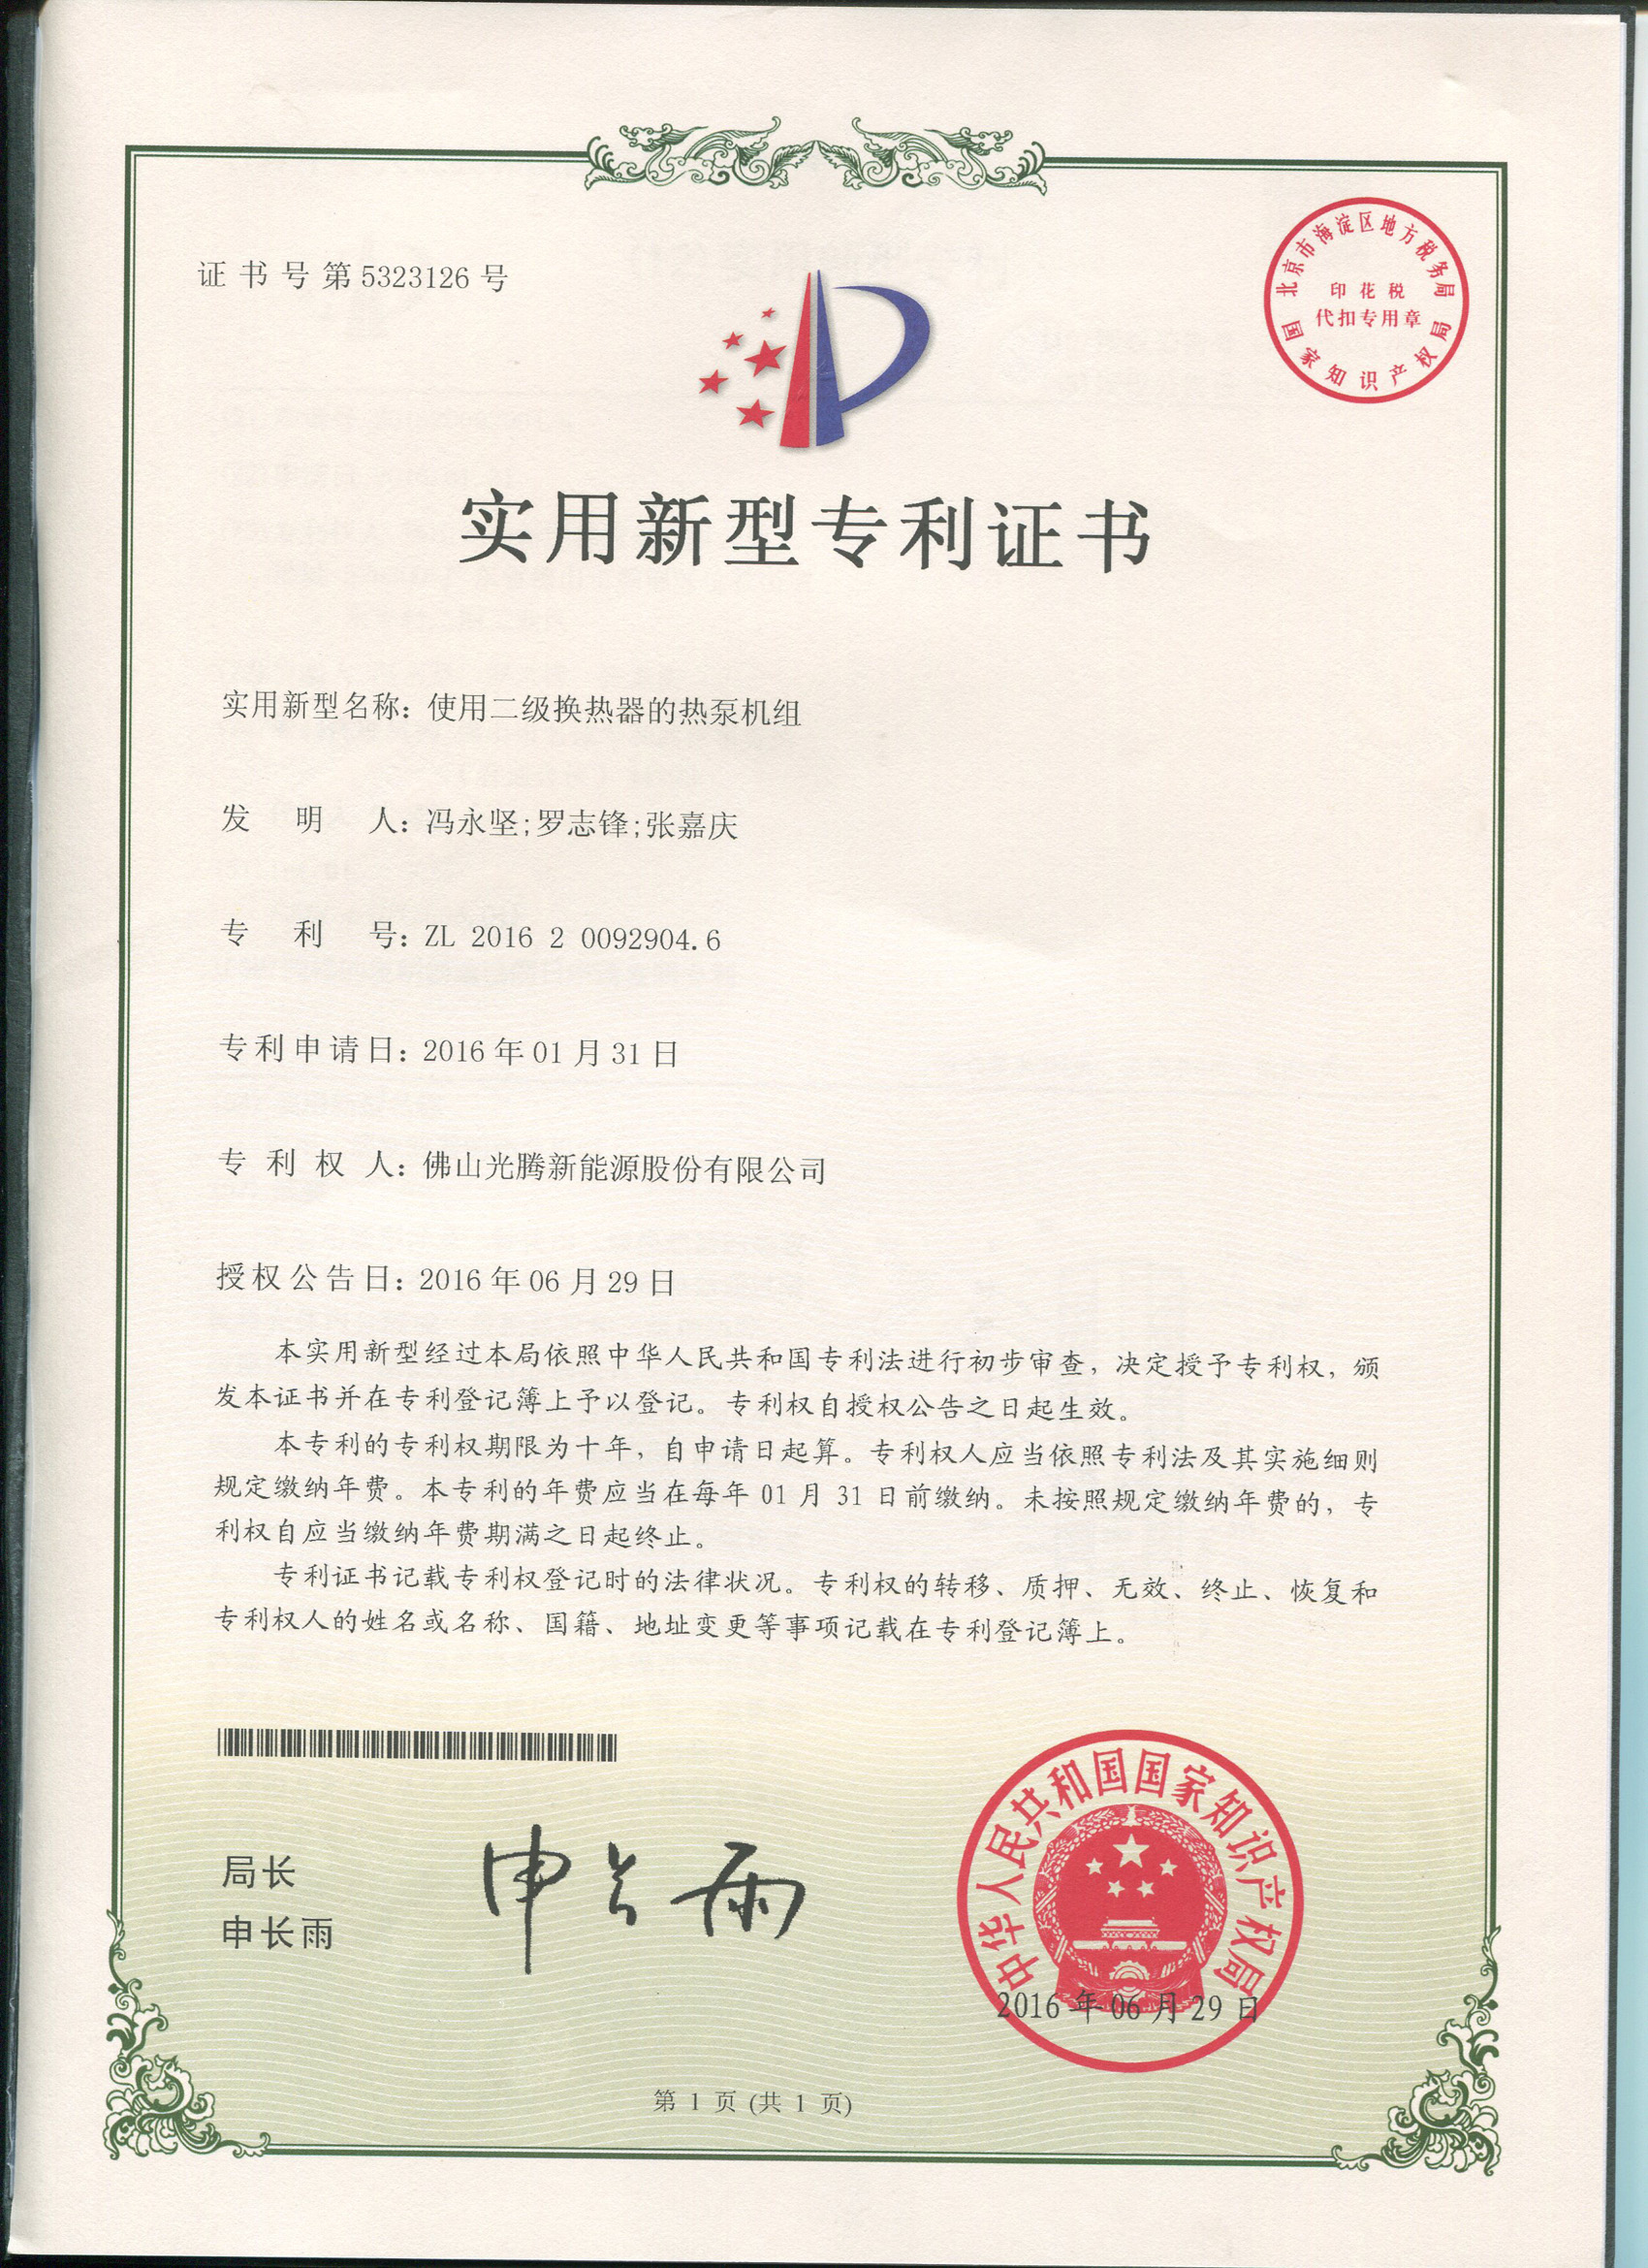 证书号第5323126号
北京市海淀区地方税务局
印花税
代扣专用章
国家知识产权局
实用新型专利证书
实用新型名称：使用二级换热器的热泵机组
发明人：冯永坚;罗志锋;张嘉庆
专利号：ZL 2016 2 0092904.6
专利申请日：2016年01月31日
专利权人：佛山光腾新能源股份有限公司
授权公告日：2016年06月29日
本实用新型经过本局依照中华人民共和国专利法进行初步审查，决定授予专利权，颁
发本证书并在专利登记簿上予以登记。专利权自授权公告之日起生效。
本专利的专利权期限为十年，自申请日起算。专利权人应当依照专利法及其实施细则
规定缴纳年费。本专利的年费应当在每年01月31日前缴纳。未按照规定缴纳年费的，专
利权自应当缴纳年费期满之日起终止。
专利证书记载专利权登记时的法律状况。专利权的转移、质押、无效、终止、恢复和
专利权人的姓名或名称、国籍、地址变更等事项记载在专利登记簿上。
局长
申长雨
申长雨
中华人民共和国国家知识产权局
2016年06月29日
第 1 页 (共 1 页)